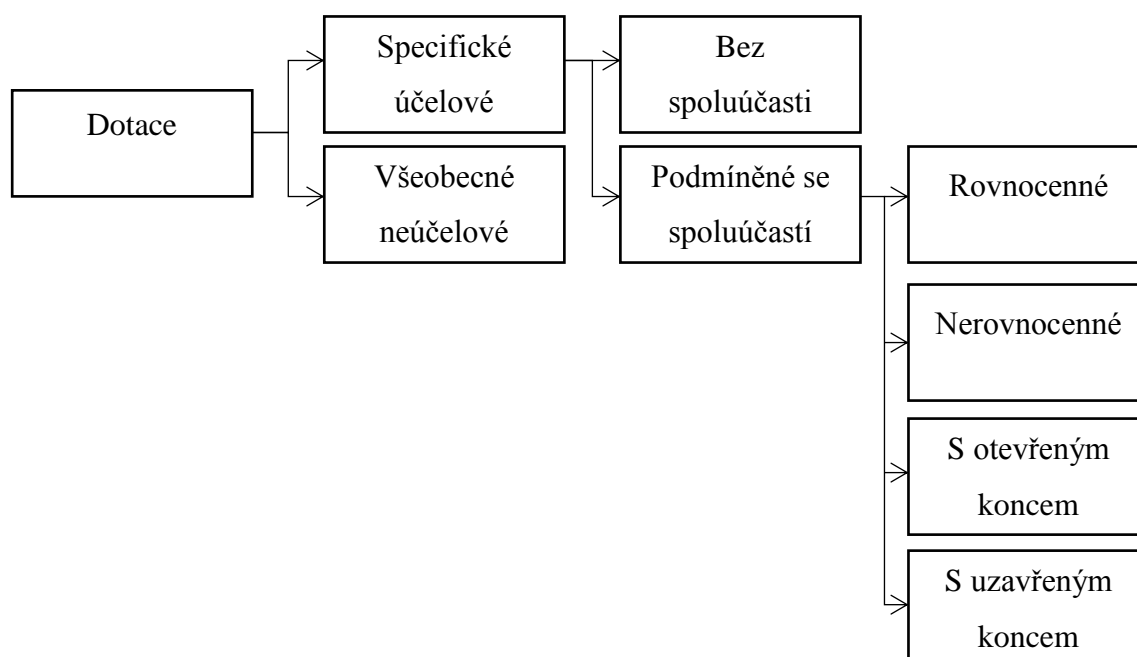 Dotace
Specifické
účelové
Všeobecné
neúčelové
Bez
spoluúčasti
Podmíněné se
spoluúčastí
Rovnocenné
Nerovnocenné
S otevřeným
koncem
S uzavřeným
koncem